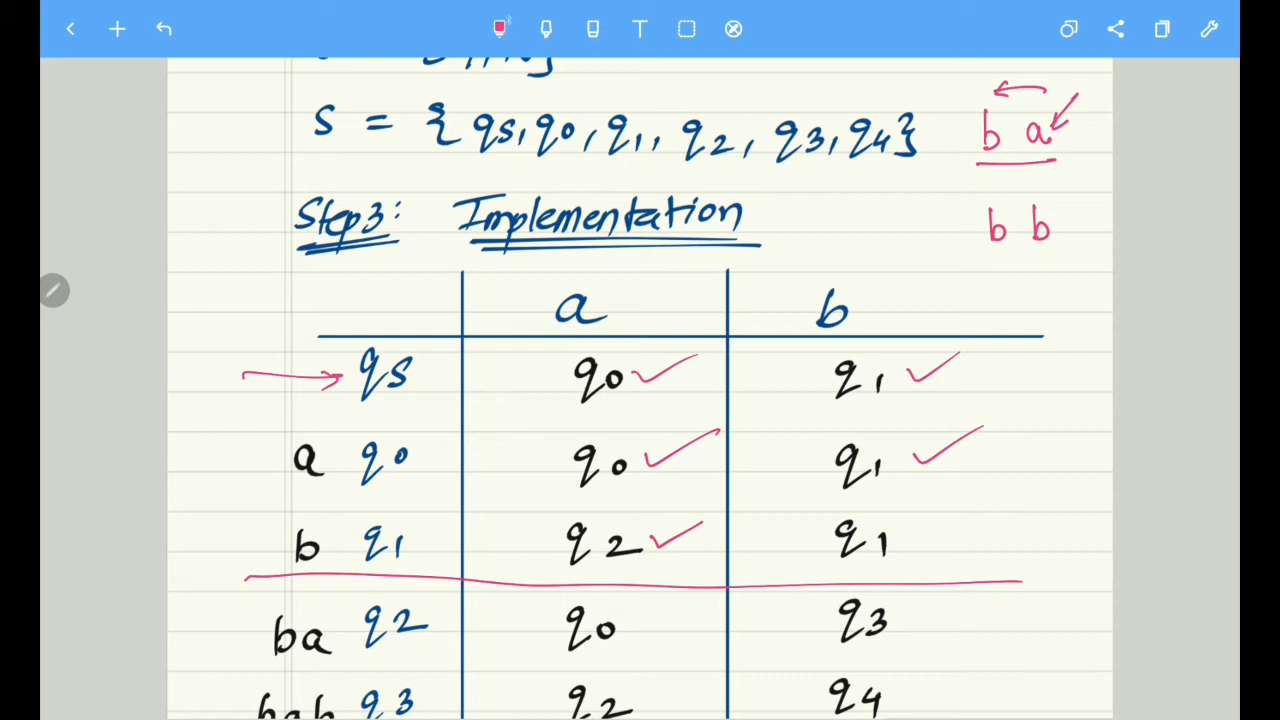 S = {qs, q0, q1, q2, q3, q4}
b a
b b
Step3: Implementation
a b
qs q0 q1
a q0 q0 q1
b q1 q2 q1
ba q2 q0 q3
bab q3 q2 q4